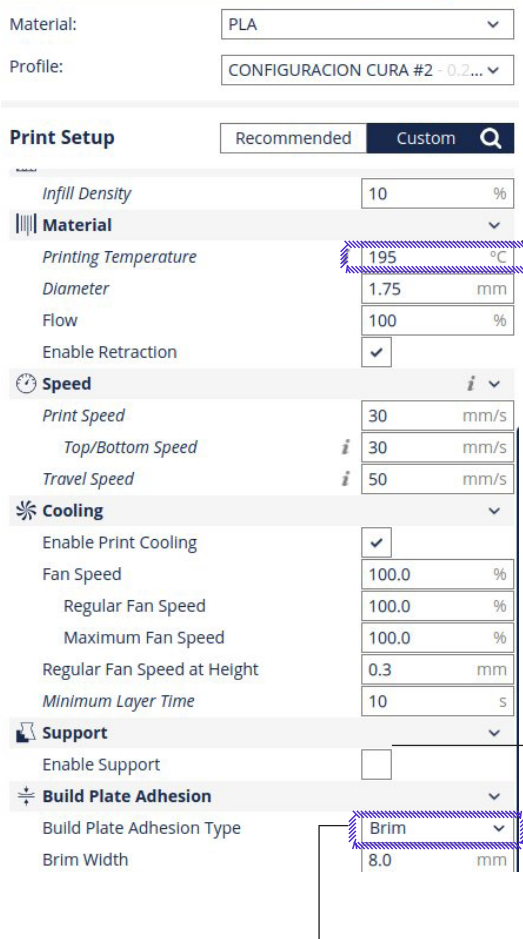 Material: PLA
Profile: CONFIGURACION CURA #2 - 0.2...
Print Setup Recommended Custom
Infill Density 10 %
Material
Printing Temperature 195 °C
Diameter 1.75 mm
Flow 100 %
Enable Retraction
Speed i
Print Speed 30 mm/s
Top/Bottom Speed i 30 mm/s
Travel Speed i 50 mm/s
Cooling
Enable Print Cooling
Fan Speed 100.0 %
Regular Fan Speed 100.0 %
Maximum Fan Speed 100.0 %
Regular Fan Speed at Height 0.3 mm
Minimum Layer Time 10 s
Support
Enable Support
Build Plate Adhesion
Build Plate Adhesion Type Brim
Brim Width 8.0 mm